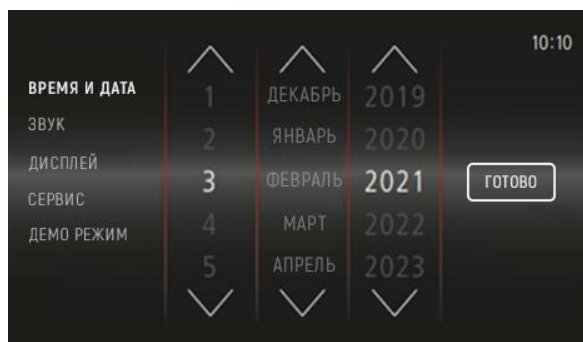 10:10
ВРЕМЯ И ДАТА
ЗВУК
ДИСПЛЕЙ
СЕРВИС
ДЕМО РЕЖИМ
1 ДЕКАБРЬ 2019
2 ЯНВАРЬ 2020
3 ФЕВРАЛЬ 2021
4 МАРТ 2022
5 АПРЕЛЬ 2023
ГОТОВО